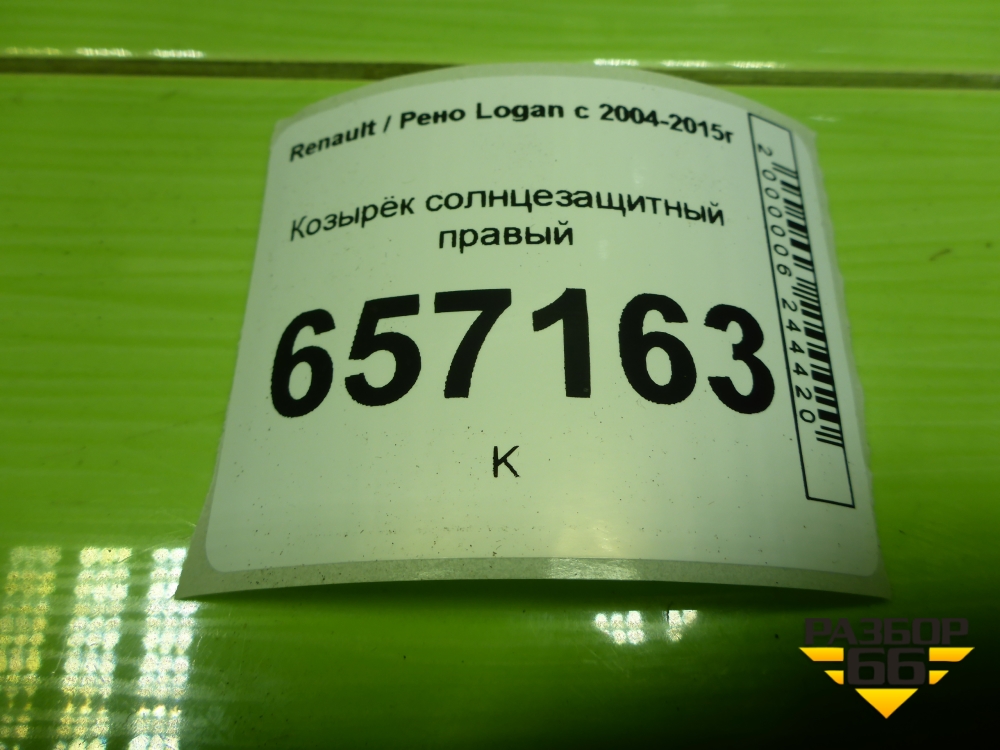 Renault / Рено Logan с 2004-2015г
Козырёк солнцезащитный
правый
657163
К
2000006244420
РАЗБОР
66